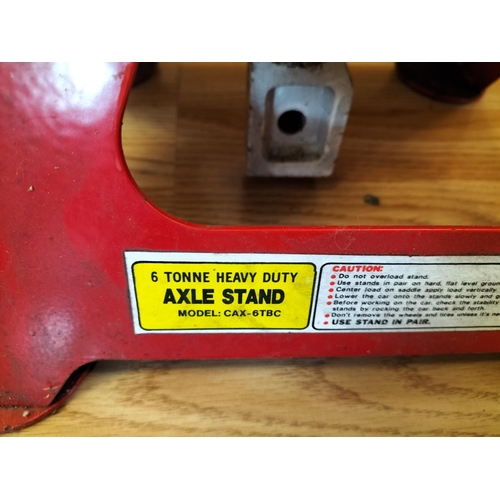 6 TONNE HEAVY DUTY
AXLE STAND
MODEL: CAX-6TBC
CAUTION:
Do not overload stand.
Use stands in pair on hard, flat level
Center load on saddle apply load vertically.
Lower the car onto the stands slowly and
Before working on the car, check the stability
stands by rocking the car back and forth.
Don't remove the wheels and tires unless it's
USE STAND IN PAIR.